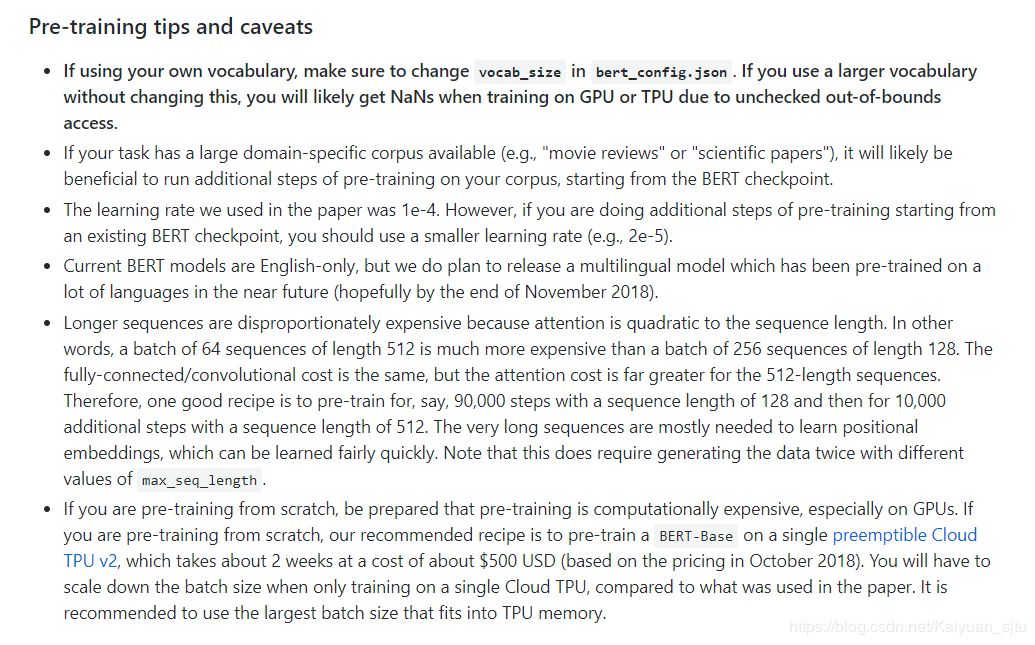 Pre-training tips and caveats
• If using your own vocabulary, make sure to change vocab_size in bert_config.json . If you use a larger vocabulary
without changing this, you will likely get NaNs when training on GPU or TPU due to unchecked out-of-bounds
access.
• If your task has a large domain-specific corpus available (e.g., "movie reviews" or "scientific papers"), it will likely be
beneficial to run additional steps of pre-training on your corpus, starting from the BERT checkpoint.
• The learning rate we used in the paper was 1e-4. However, if you are doing additional steps of pre-training starting from
an existing BERT checkpoint, you should use a smaller learning rate (e.g., 2e-5).
• Current BERT models are English-only, but we do plan to release a multilingual model which has been pre-trained on a
lot of languages in the near future (hopefully by the end of November 2018).
• Longer sequences are disproportionately expensive because attention is quadratic to the sequence length. In other
words, a batch of 64 sequences of length 512 is much more expensive than a batch of 256 sequences of length 128. The
fully-connected/convolutional cost is the same, but the attention cost is far greater for the 512-length sequences.
Therefore, one good recipe is to pre-train for, say, 90,000 steps with a sequence length of 128 and then for 10,000
additional steps with a sequence length of 512. The very long sequences are mostly needed to learn positional
embeddings, which can be learned fairly quickly. Note that this does require generating the data twice with different
values of max_seq_length .
• If you are pre-training from scratch, be prepared that pre-training is computationally expensive, especially on GPUs. If
you are pre-training from scratch, our recommended recipe is to pre-train a BERT-Base on a single preemptible Cloud
TPU v2, which takes about 2 weeks at a cost of about $500 USD (based on the pricing in October 2018). You will have to
scale down the batch size when only training on a single Cloud TPU, compared to what was used in the paper. It is
recommended to use the largest batch size that fits into TPU memory.
https://blog.csdn.net/Kaiyuan_sjtu